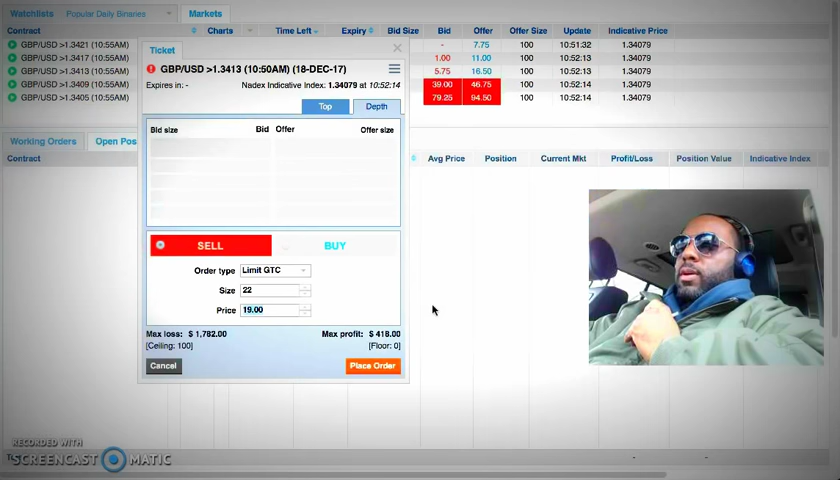 Watchlists Popular Daily Binaries Markets
Contract Charts Time Left Expiry Bid Size Bid Offer Offer Size Update Indicative Price
GBP/USD >1.3421 (10:55AM) - 7.75 100 10:51:32 1.34079
GBP/USD >1.3417 (10:55AM) 1.00 11.00 100 10:52:13 1.34079
GBP/USD >1.3413 (10:55AM) 5.75 16.50 100 10:52:13 1.34079
GBP/USD >1.3409 (10:55AM) 39.00 46.75 100 10:52:14 1.34079
GBP/USD >1.3405 (10:55AM) 79.25 94.50 100 10:52:14 1.34079
Ticket
GBP/USD >1.3413 (10:50AM) (18-DEC-17)
Expires in: - Nadex Indicative Index: 1.34079 at 10:52:14
Top Depth
Bid size Bid Offer Offer size
Working Orders Open Pos
Contract Avg Price Position Current Mkt Profit/Loss Position Value Indicative Index
SELL BUY
Order type Limit GTC
Size 22
Price 19.00
Max loss: $ 1,782.00 Max profit: $ 418.00
[Ceiling: 100] [Floor: 0]
Cancel Place Order
RECORDED WITH
SCREENCAST MATIC
- -